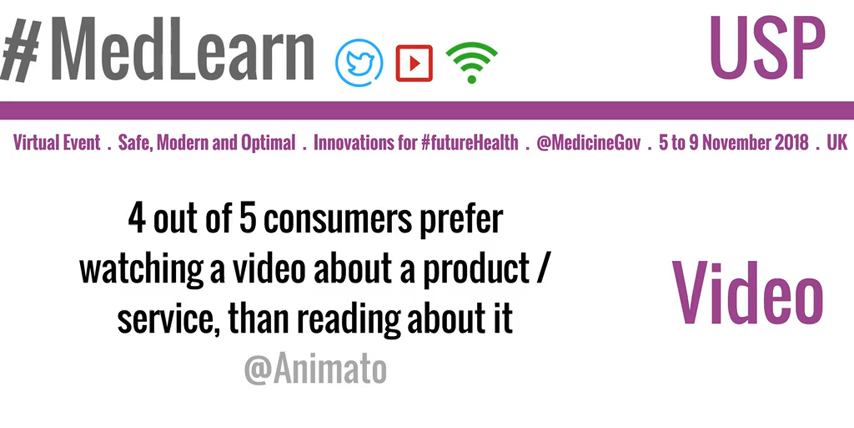 #MedLearn
USP
Virtual Event . Safe, Modern and Optimal . Innovations for #futureHealth . @MedicineGov . 5 to 9 November 2018 . UK
4 out of 5 consumers prefer
watching a video about a product /
service, than reading about it
@Animato
Video